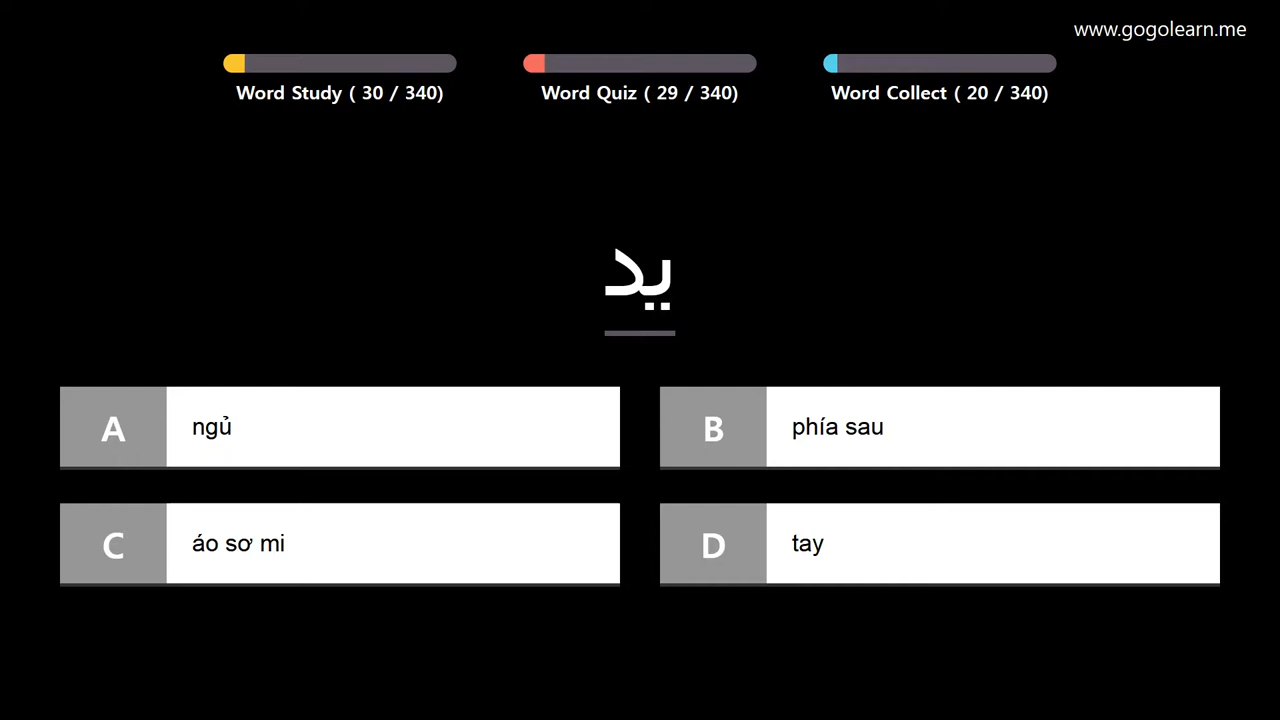 www.gogolearn.me
Word Study ( 30 / 340)
Word Quiz ( 29 / 340)
Word Collect ( 20 / 340)
يد
A ngủ
B phía sau
C áo sơ mi
D tay